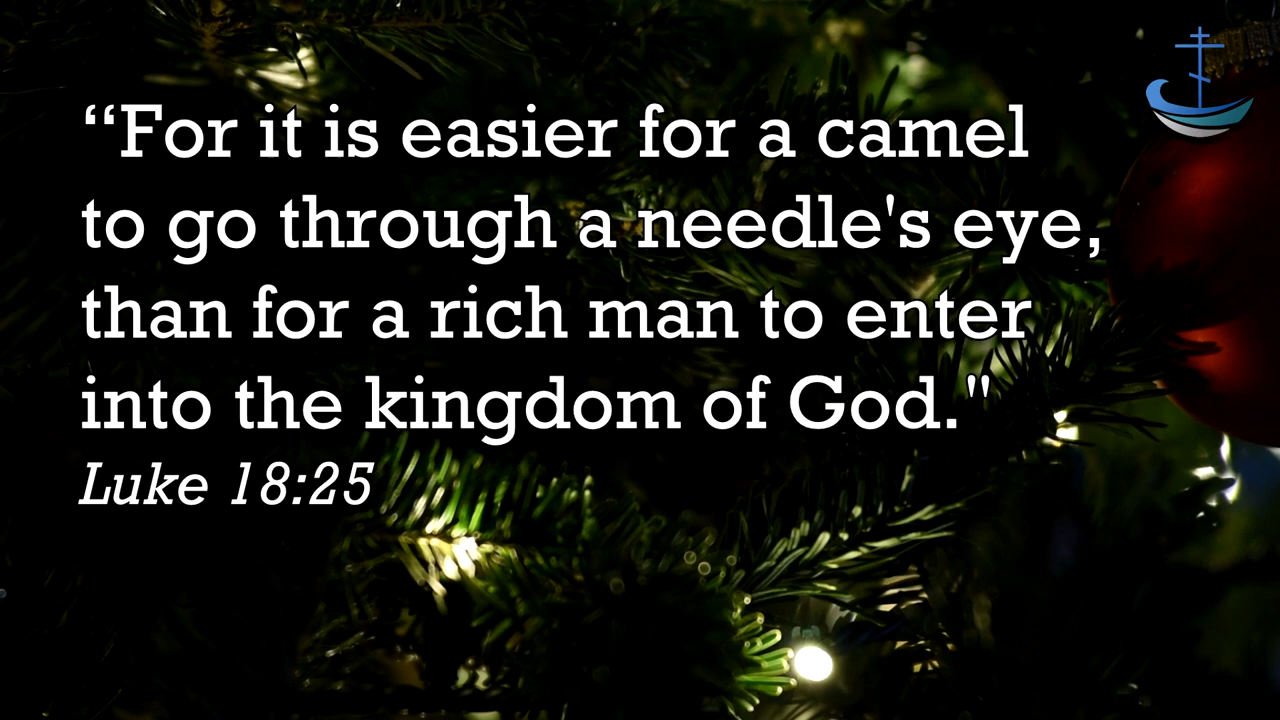 “For it is easier for a camel
to go through a needle's eye,
than for a rich man to enter
into the kingdom of God."
Luke 18:25